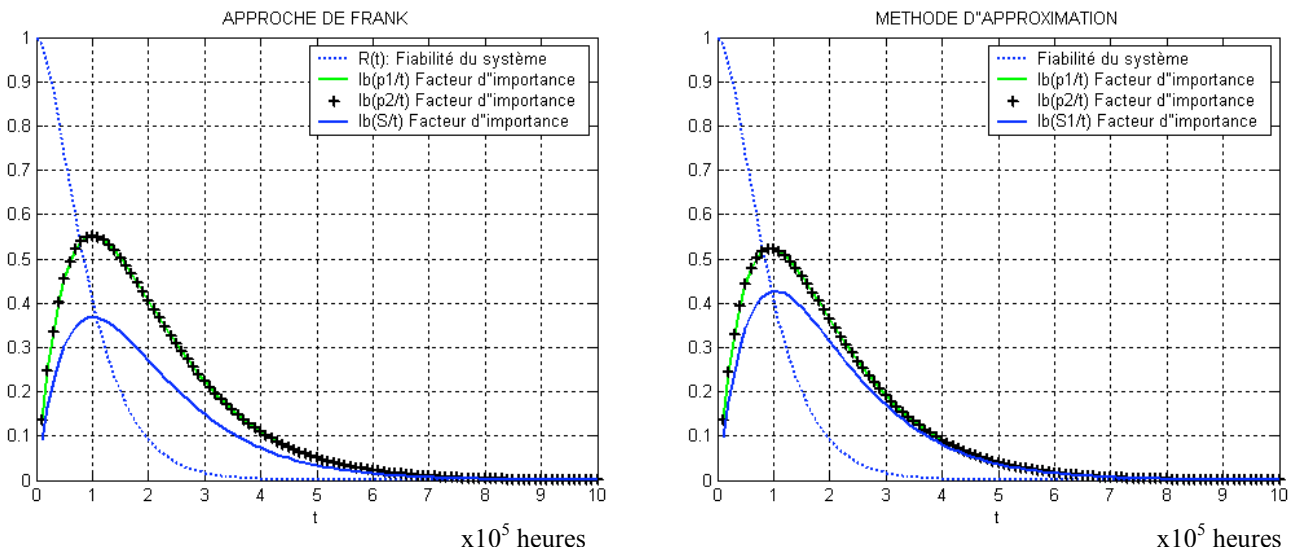 APPROCHE DE FRANK
1
0.9
0.8
0.7
0.6
0.5
0.4
0.3
0.2
0.1
0
R(t): Fiabilité du système
Ib(p1/t) Facteur d"importance
Ib(p2/t) Facteur d"importance
Ib(S/t) Facteur d"importance
0 1 2 3 4 5 6 7 8 9 10
t
x10^5 heures
METHODE D"APPROXIMATION
1
0.9
0.8
0.7
0.6
0.5
0.4
0.3
0.2
0.1
0
Fiabilité du système
Ib(p1/t) Facteur d"importance
Ib(p2/t) Facteur d"importance
Ib(S1/t) Facteur d"importance
0 1 2 3 4 5 6 7 8 9 10
t
x10^5 heures